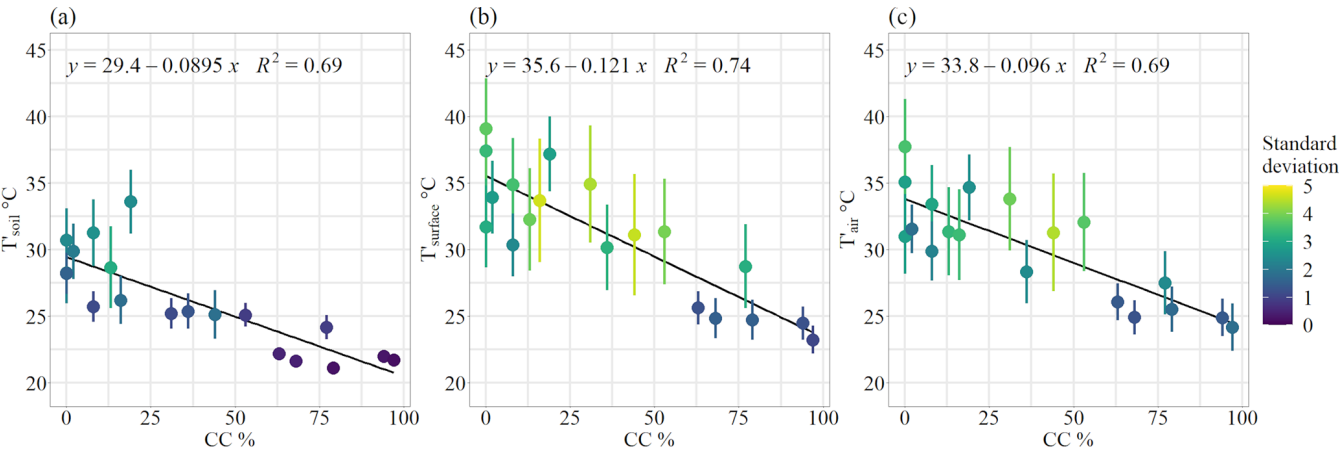 (a)
y = 29.4 – 0.0895 x R² = 0.69
45
40
35
30
25
20
T'soil °C
0 25 50 75 100
CC %
(b)
y = 35.6 – 0.121 x R² = 0.74
45
40
35
30
25
20
T'surface °C
0 25 50 75 100
CC %
(c)
y = 33.8 – 0.096 x R² = 0.69
45
40
35
30
25
20
T'air °C
0 25 50 75 100
CC %
Standard
deviation
5
4
3
2
1
0